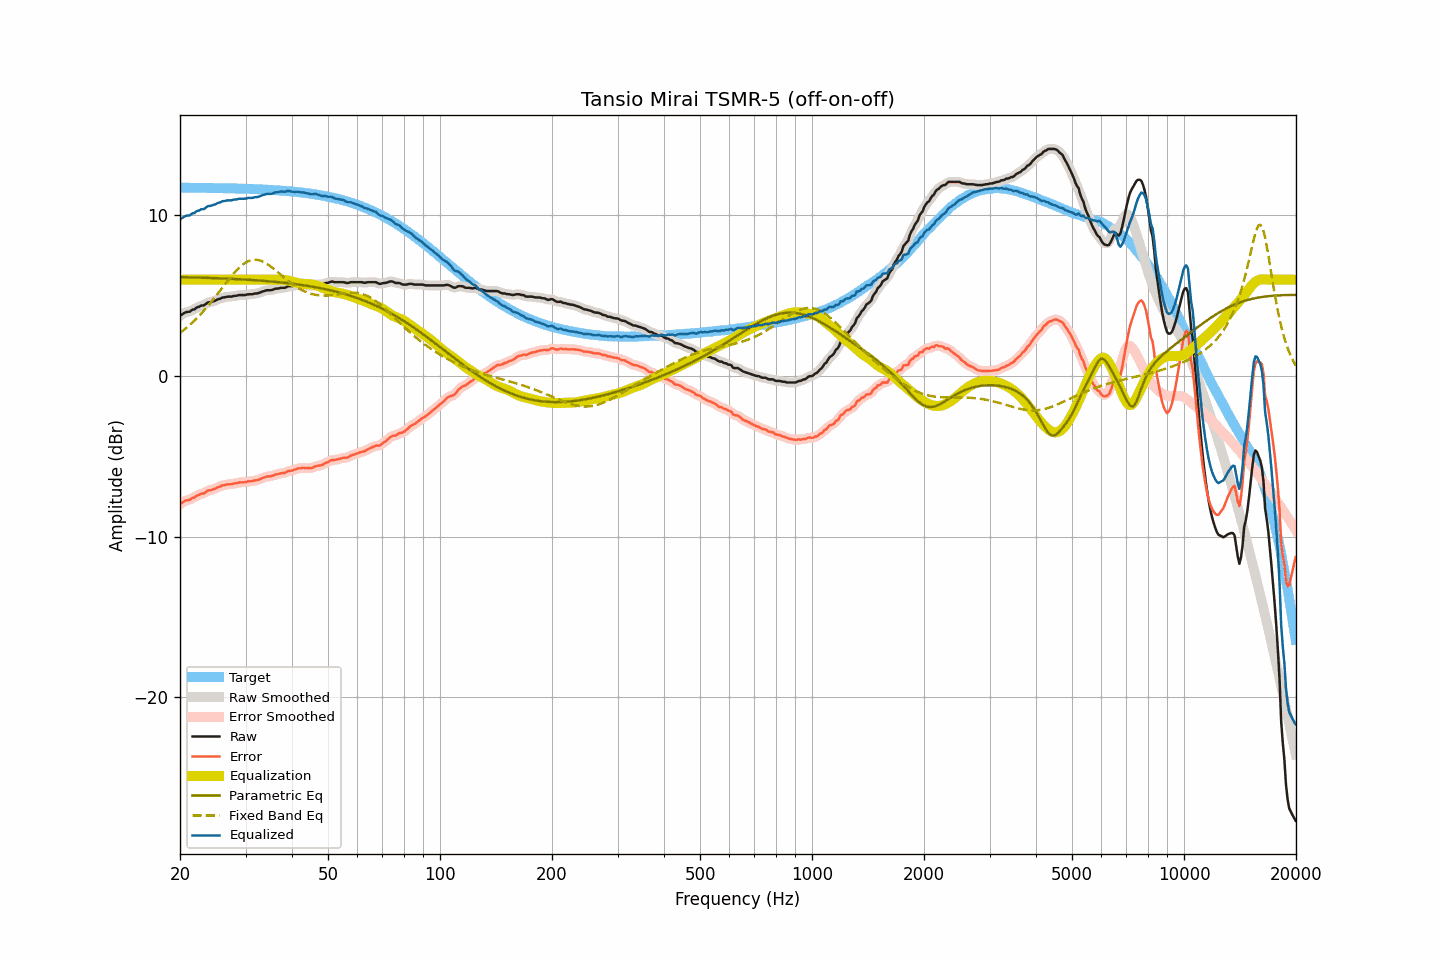 Tansio Mirai TSMR-5 (off-on-off)
Amplitude (dBr)
10
0
−10
−20
Target
Raw Smoothed
Error Smoothed
Raw
Error
Equalization
Parametric Eq
Fixed Band Eq
Equalized
20 50 100 200 500 1000 2000 5000 10000 20000
Frequency (Hz)